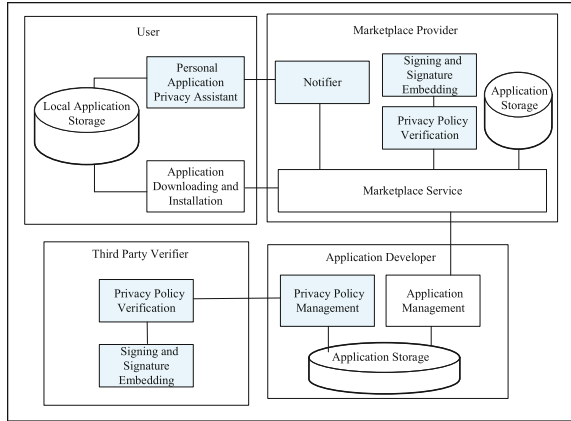 User
Personal
Application
Privacy Assistant
Local Application
Storage
Application
Downloading and
Installation
Marketplace Provider
Notifier
Signing and
Signature
Embedding
Privacy Policy
Verification
Application
Storage
Marketplace Service
Third Party Verifier
Privacy Policy
Verification
Signing and
Signature
Embedding
Application Developer
Privacy Policy
Management
Application
Management
Application Storage